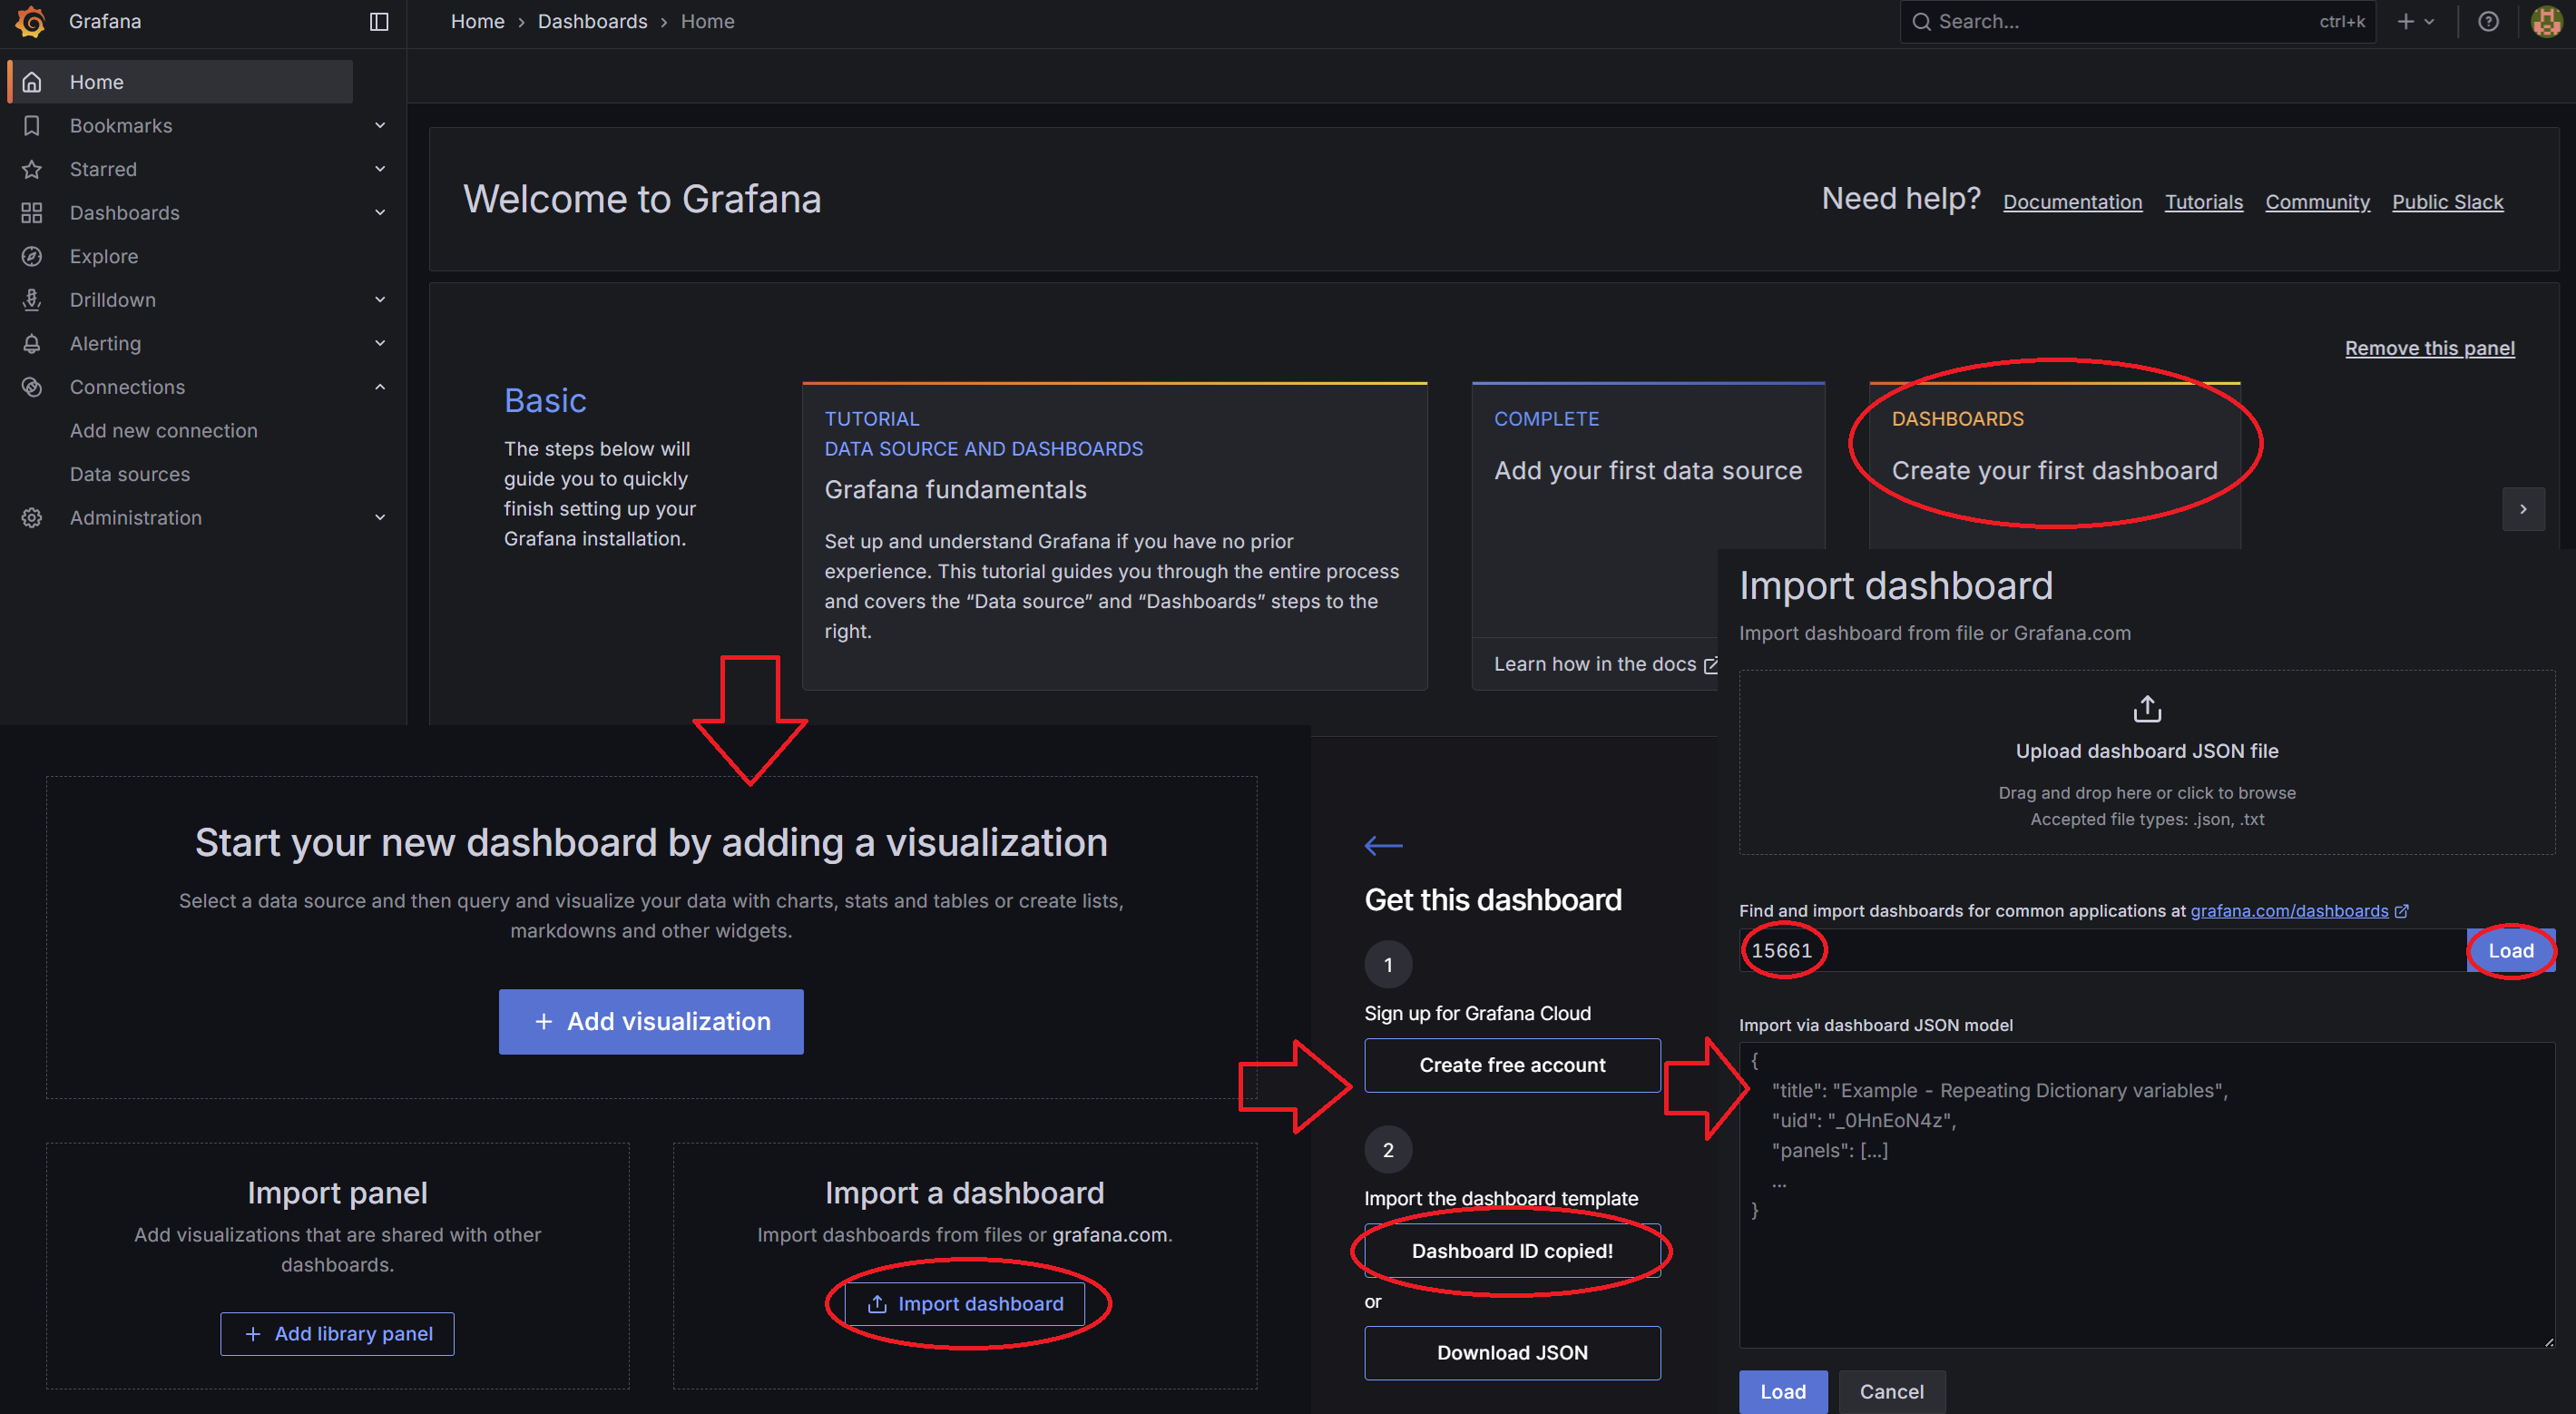 Grafana
Home › Dashboards › Home
Search... ctrl+k
Home
Bookmarks
Starred
Dashboards
Explore
Drilldown
Alerting
Connections
Add new connection
Data sources
Administration
Welcome to Grafana
Need help? Documentation Tutorials Community Public Slack
Remove this panel
Basic
The steps below will
guide you to quickly
finish setting up your
Grafana installation.
TUTORIAL
DATA SOURCE AND DASHBOARDS
Grafana fundamentals
Set up and understand Grafana if you have no prior
experience. This tutorial guides you through the entire process
and covers the “Data source” and “Dashboards” steps to the
right.
COMPLETE
Add your first data source
Learn how in the docs
DASHBOARDS
Create your first dashboard
Start your new dashboard by adding a visualization
Select a data source and then query and visualize your data with charts, stats and tables or create lists,
markdowns and other widgets.
+ Add visualization
Import panel
Add visualizations that are shared with other
dashboards.
+ Add library panel
Import a dashboard
Import dashboards from files or grafana.com.
Import dashboard
Get this dashboard
1
Sign up for Grafana Cloud
Create free account
2
Import the dashboard template
Dashboard ID copied!
or
Download JSON
Import dashboard
Import dashboard from file or Grafana.com
Upload dashboard JSON file
Drag and drop here or click to browse
Accepted file types: .json, .txt
Find and import dashboards for common applications at grafana.com/dashboards
15661 Load
Import via dashboard JSON model
{
"title": "Example - Repeating Dictionary variables",
"uid": "_0HnEoN4z",
"panels": [...]
...
}
Load Cancel